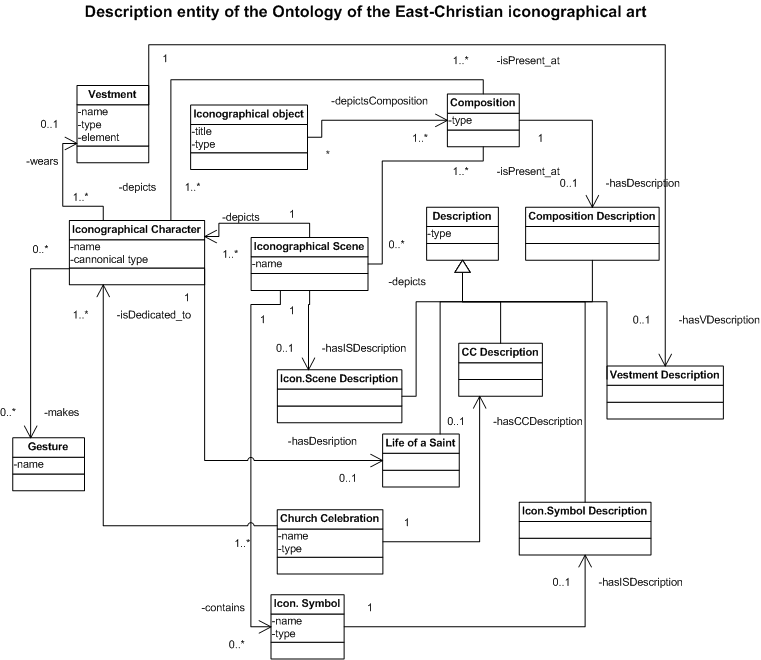 Description entity of the Ontology of the East-Christian iconographical art
1
1..*
-isPresent_at
Vestment
-name
-type
-element
0..1
-wears
1..*
-depicts
1..*
Iconographical object
-title
-type
-depictsComposition
1..*
*
Composition
-type
1
1..*
-isPresent_at
0..1
-hasDescription
Iconographical Character
-name
-cannonical type
0..*
1
-depicts
1
1..*
Iconographical Scene
-name
0..*
-depicts
Description
-type
Composition Description
1..*
-isDedicated_to
1
1
0..1
-hasISDescription
0..1
-hasVDescription
Icon.Scene Description
CC Description
Vestment Description
0..*
-makes
Gesture
-name
-hasDesription
0..1
0..1
-hasCCDescription
Life of a Saint
Church Celebration
-name
-type
1
1..*
Icon.Symbol Description
-contains
0..*
Icon. Symbol
-name
-type
1
0..1
-hasISDescription